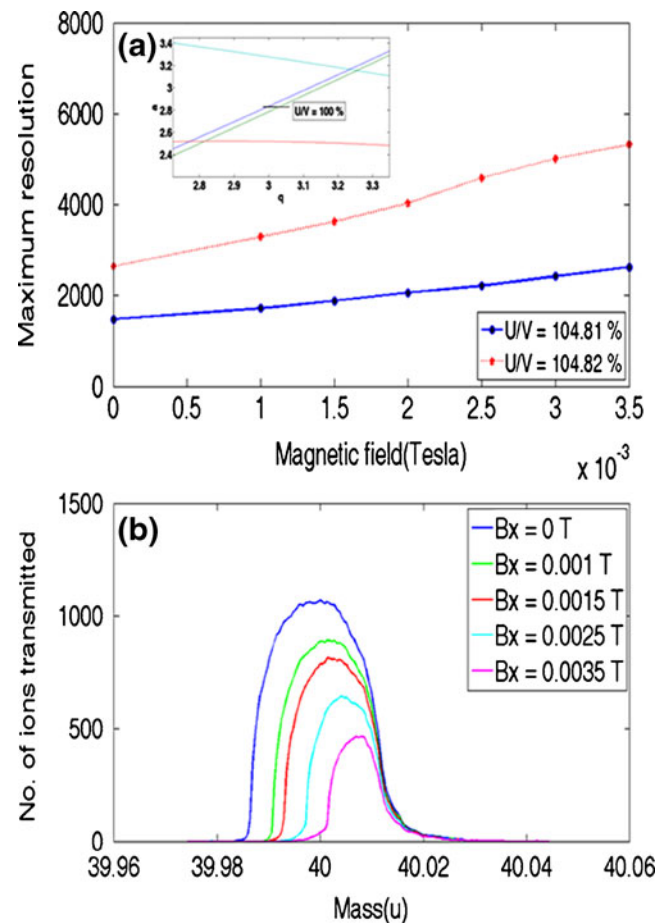 (a)
8000
6000
4000
2000
0
Maximum resolution
3.4
3.2
3
2.8
2.6
2.4
a
U/V = 100 %
2.8 2.9 3 3.1 3.2 3.3
q
U/V = 104.81 %
U/V = 104.82 %
0 0.5 1 1.5 2 2.5 3 3.5
Magnetic field(Tesla)
x 10⁻³
(b)
1500
1000
500
0
No. of ions transmitted
Bx = 0 T
Bx = 0.001 T
Bx = 0.0015 T
Bx = 0.0025 T
Bx = 0.0035 T
39.96 39.98 40 40.02 40.04 40.06
Mass(u)